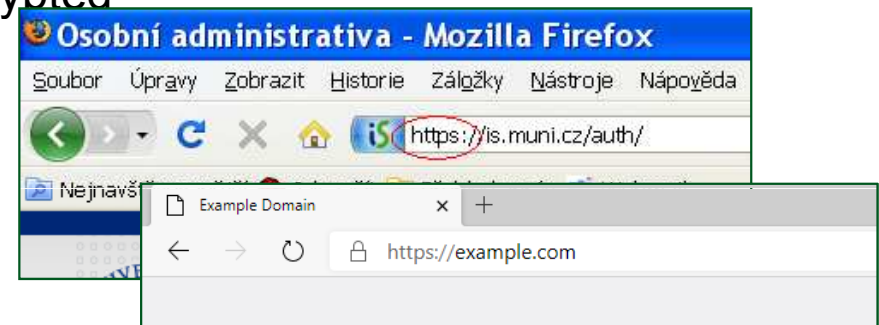 Osobní administrativa - Mozilla Firefox
Soubor Úpravy Zobrazit Historie Záložky Nástroje Nápověda
iS https://is.muni.cz/auth/
Example Domain
https://example.com